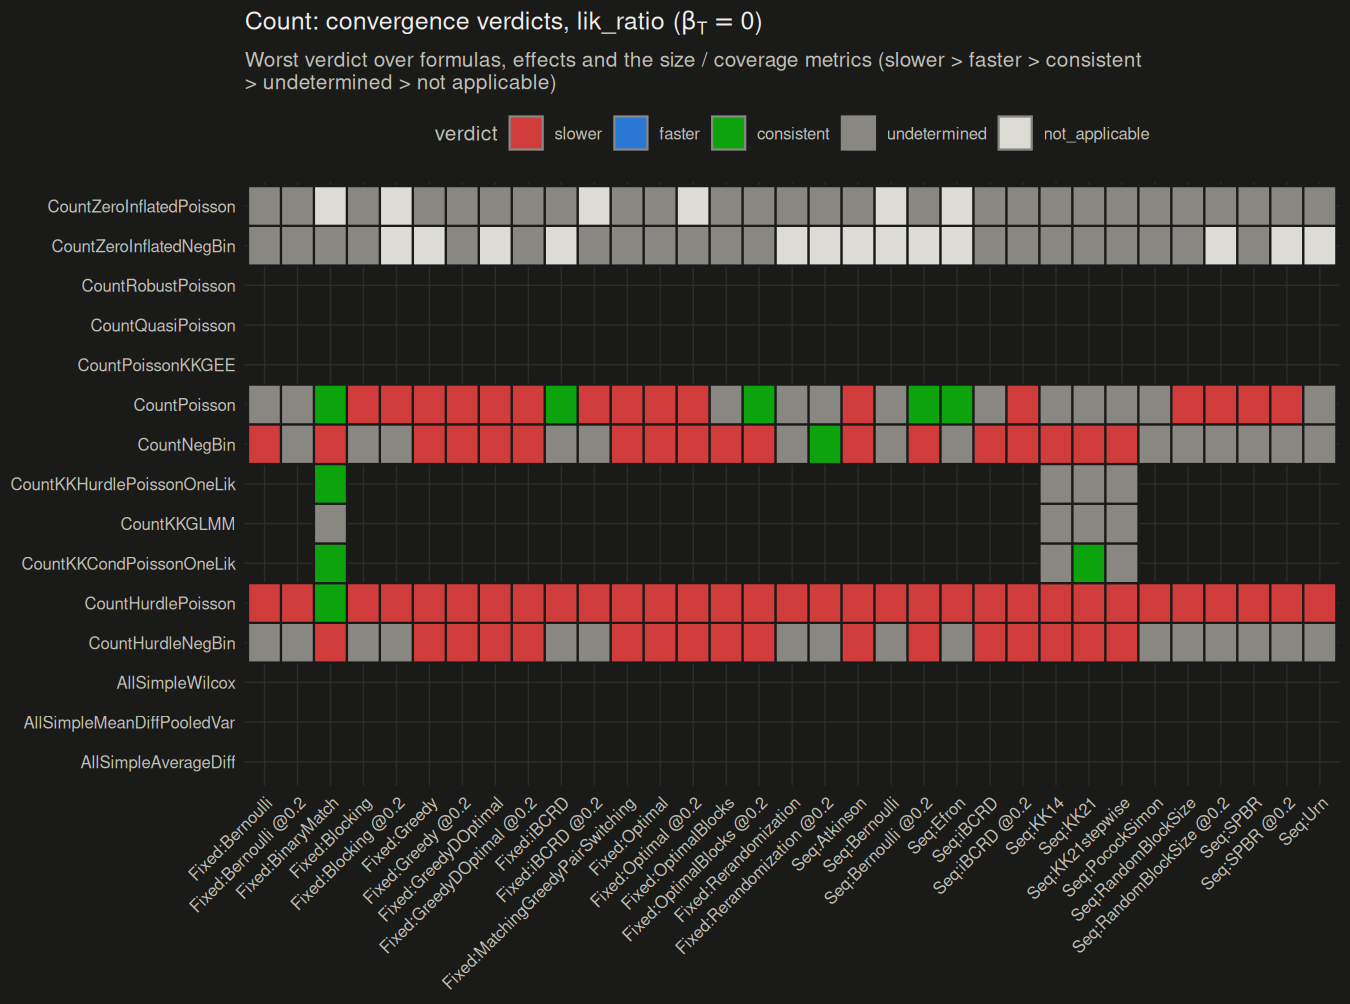 Count: convergence verdicts, lik_ratio (βT = 0)
Worst verdict over formulas, effects and the size / coverage metrics (slower > faster > consistent
> undetermined > not applicable)
verdict slower faster consistent undetermined not_applicable
CountZeroInflatedPoisson
CountZeroInflatedNegBin
CountRobustPoisson
CountQuasiPoisson
CountPoissonKKGEE
CountPoisson
CountNegBin
CountKKHurdlePoissonOneLik
CountKKGLMM
CountKKCondPoissonOneLik
CountHurdlePoisson
CountHurdleNegBin
AllSimpleWilcox
AllSimpleMeanDiffPooledVar
AllSimpleAverageDiff
Fixed:Bernoulli
Fixed:Bernoulli @0.2
Fixed:BinaryMatch
Fixed:Blocking
Fixed:Blocking @0.2
Fixed:Greedy
Fixed:Greedy @0.2
Fixed:GreedyDOptimal
Fixed:GreedyDOptimal @0.2
Fixed:iBCRD
Fixed:iBCRD @0.2
Fixed:MatchingGreedyPairSwitching
Fixed:Optimal
Fixed:Optimal @0.2
Fixed:OptimalBlocks
Fixed:OptimalBlocks @0.2
Fixed:Rerandomization
Fixed:Rerandomization @0.2
Seq:Atkinson
Seq:Bernoulli
Seq:Bernoulli @0.2
Seq:Efron
Seq:iBCRD
Seq:iBCRD @0.2
Seq:KK14
Seq:KK21
Seq:KK21stepwise
Seq:PocockSimon
Seq:RandomBlockSize
Seq:RandomBlockSize @0.2
Seq:SPBR
Seq:SPBR @0.2
Seq:Urn